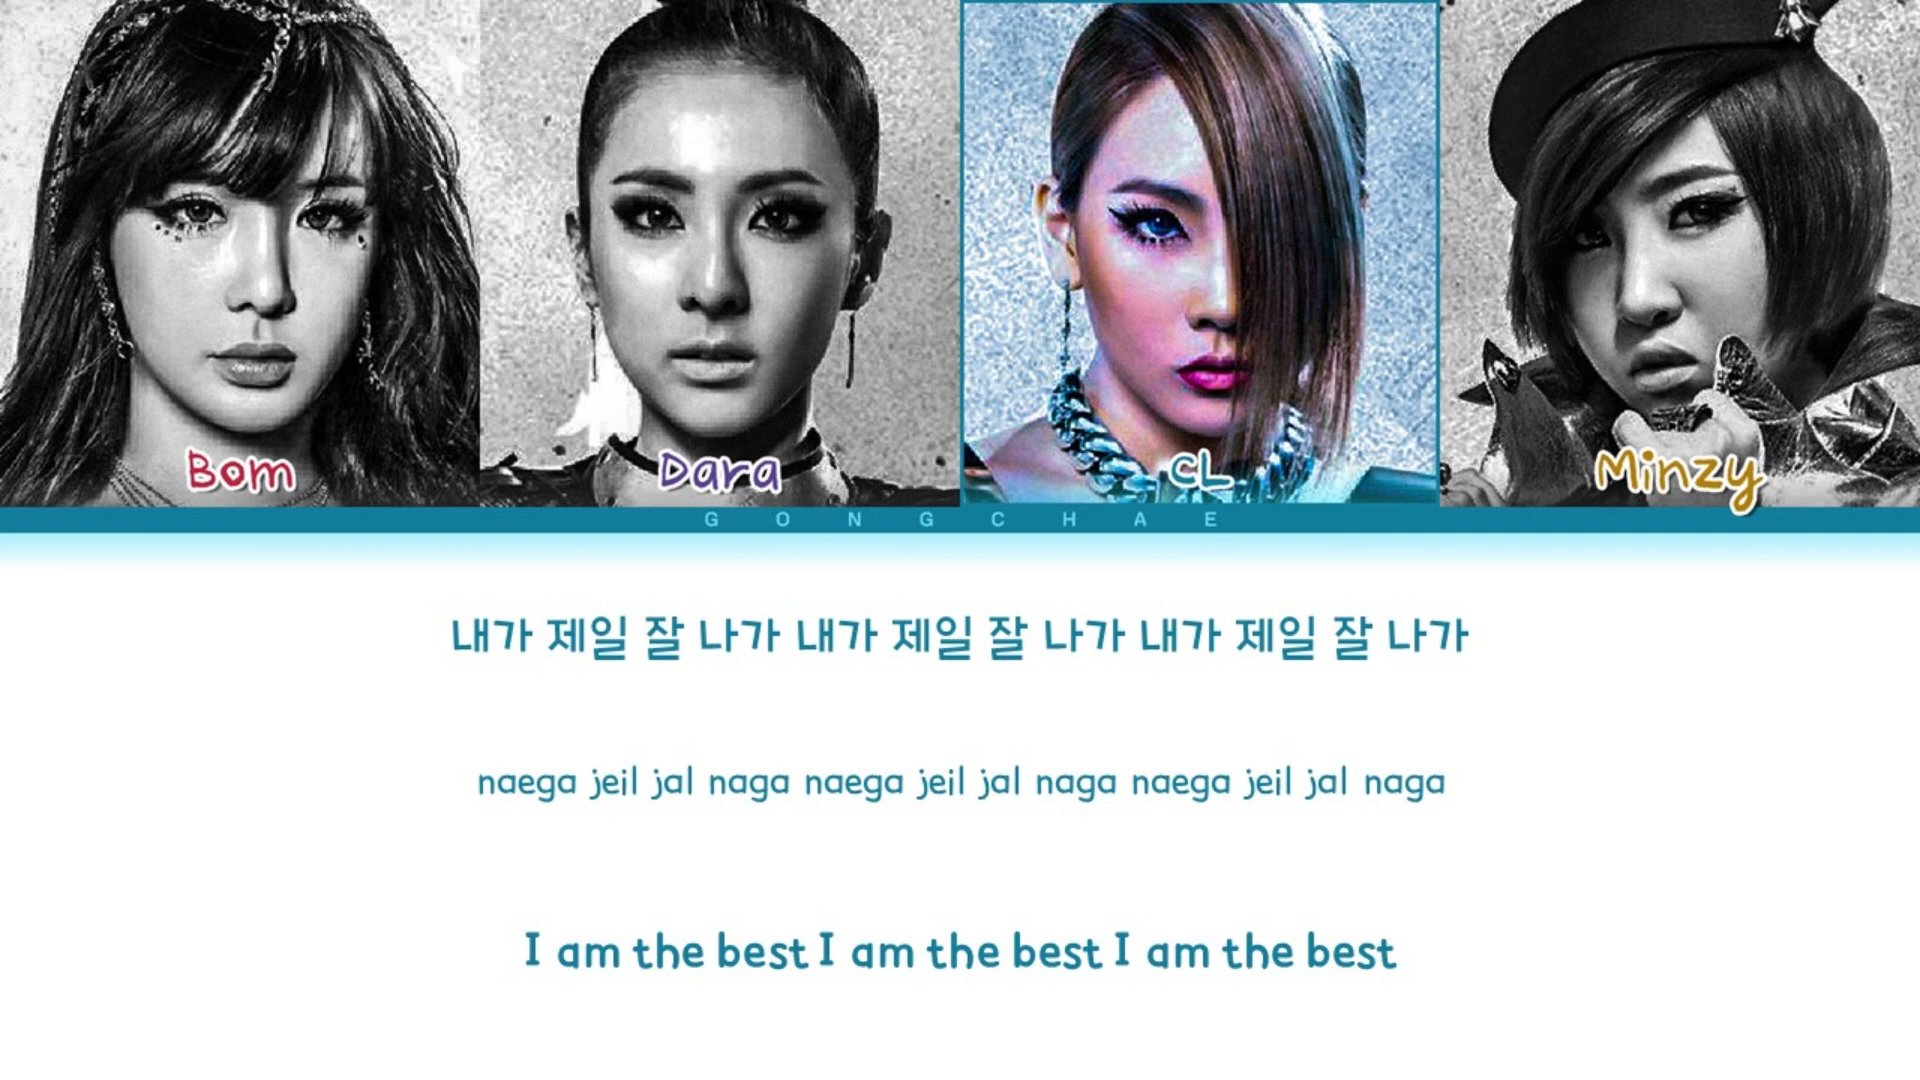 Bom
Dara
CL
Minzy
GONGCHAE
내가 제일 잘 나가 내가 제일 잘 나가 내가 제일 잘 나가
naega jeil jal naga naega jeil jal naga naega jeil jal naga
I am the best I am the best I am the best